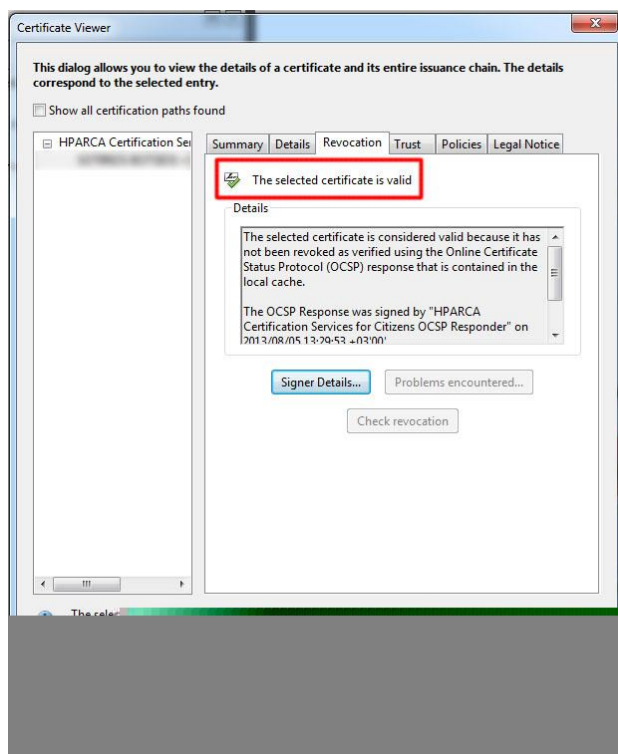 Certificate Viewer
This dialog allows you to view the details of a certificate and its entire issuance chain. The details
correspond to the selected entry.
Show all certification paths found
HPARCA Certification Ser
Summary Details Revocation Trust Policies Legal Notice
The selected certificate is valid
Details
The selected certificate is considered valid because it has
not been revoked as verified using the Online Certificate
Status Protocol (OCSP) response that is contained in the
local cache.
The OCSP Response was signed by "HPARCA
Certification Services for Citizens OCSP Responder" on
2013/08/05 13:29:53 +03'00'
Signer Details...
Problems encountered...
Check revocation
The selec